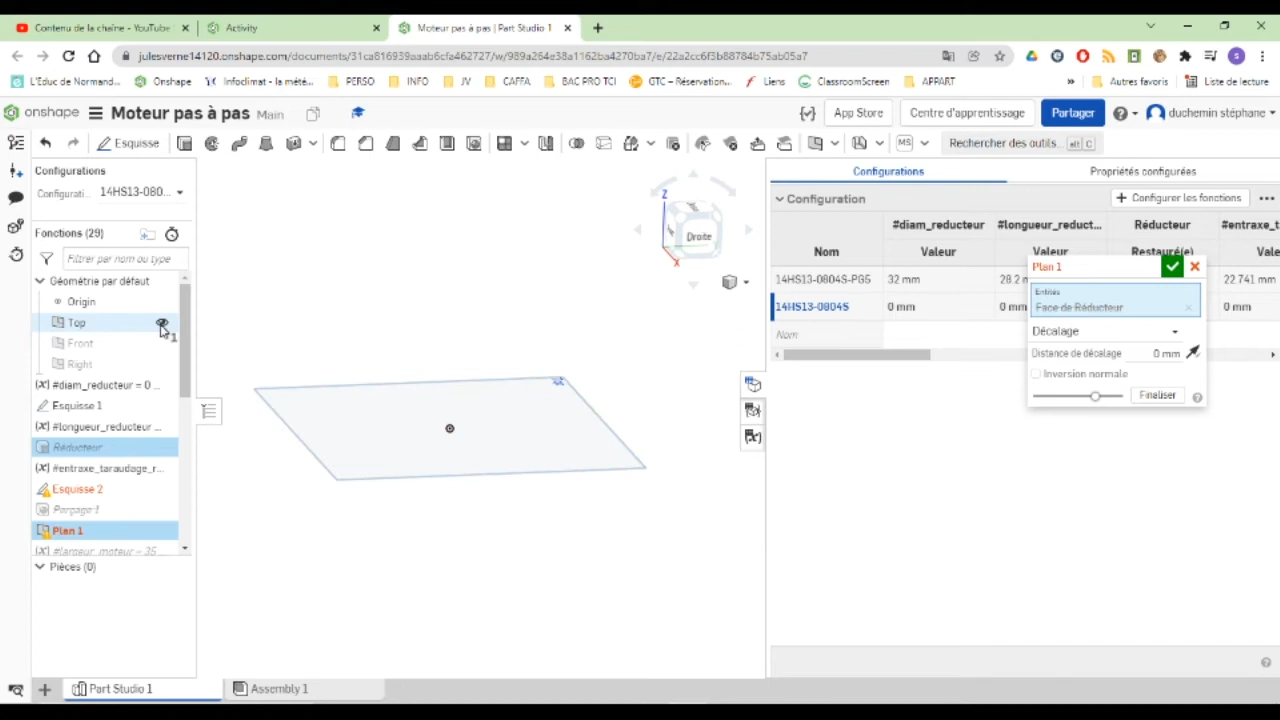 Contenu de la chaîne - YouTube
Activity
Moteur pas à pas | Part Studio 1
julesverne14120.onshape.com/documents/31ca816939aaab6cfa462727/w/989a264e38a1162ba4270ba7/e/22a2cc6f3b88784b75ab05a7
L'Éduc de Normand...
Onshape
Infoclimat - la mété...
PERSO
INFO
JV
CAFFA
BAC PRO TCI
GTC – Réservation...
Liens
ClassroomScreen
APPART
»
Autres favoris
Liste de lecture
onshape
Moteur pas à pas
Main
App Store
Centre d'apprentissage
Partager
duchemin stéphane
Esquisse
MS
Rechercher des outils...
alt C
Configurations
Configurati...
14HS13-080...
Fonctions (29)
Filtrer par nom ou type
Géométrie par défaut
Origin
Top
Front
Right
(x) #diam_reducteur = 0 ...
Esquisse 1
(x) #longueur_reducteur ...
Réducteur
(x) #entraxe_taraudage_r...
Esquisse 2
Perçage 1
Plan 1
(x) #largeur_moteur = 35
Pièces (0)
1
Z
X
Droite
Configurations
Propriétés configurées
Configuration
Configurer les fonctions
#diam_reducteur
#longueur_reduct...
Réducteur
#entraxe_t
Nom
Valeur
Valeur
Restauré(e)
Vale
14HS13-0804S-PG5
32 mm
28.2 m
22.741 mm
14HS13-0804S
0 mm
0 mm
0 mm
Nom
Plan 1
Entités
Face de Réducteur
Décalage
Distance de décalage
0 mm
Inversion normale
Finaliser
Part Studio 1
Assembly 1